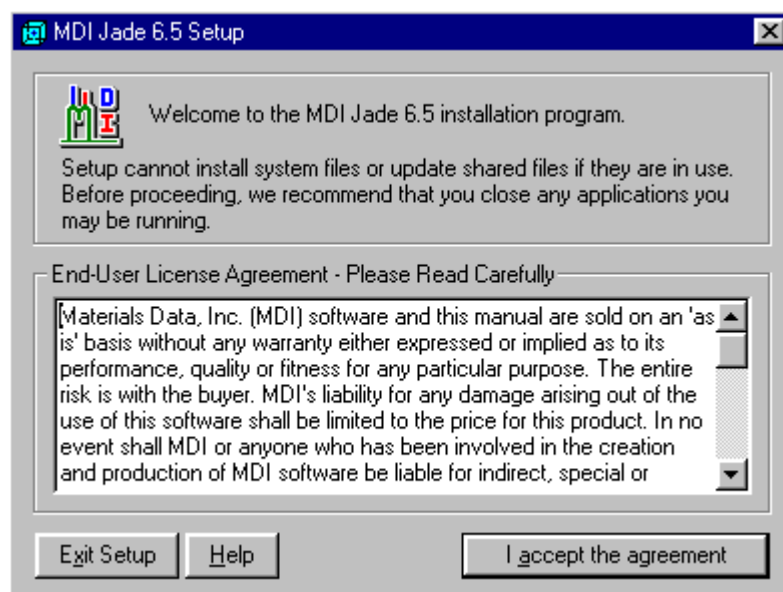 MDI Jade 6.5 Setup
MDI
Welcome to the MDI Jade 6.5 installation program.
Setup cannot install system files or update shared files if they are in use.
Before proceeding, we recommend that you close any applications you
may be running.
End-User License Agreement - Please Read Carefully
Materials Data, Inc. (MDI) software and this manual are sold on an 'as
is' basis without any warranty either expressed or implied as to its
performance, quality or fitness for any particular purpose. The entire
risk is with the buyer. MDI's liability for any damage arising out of the
use of this software shall be limited to the price for this product. In no
event shall MDI or anyone who has been involved in the creation
and production of MDI software be liable for indirect, special or
Exit Setup Help I accept the agreement